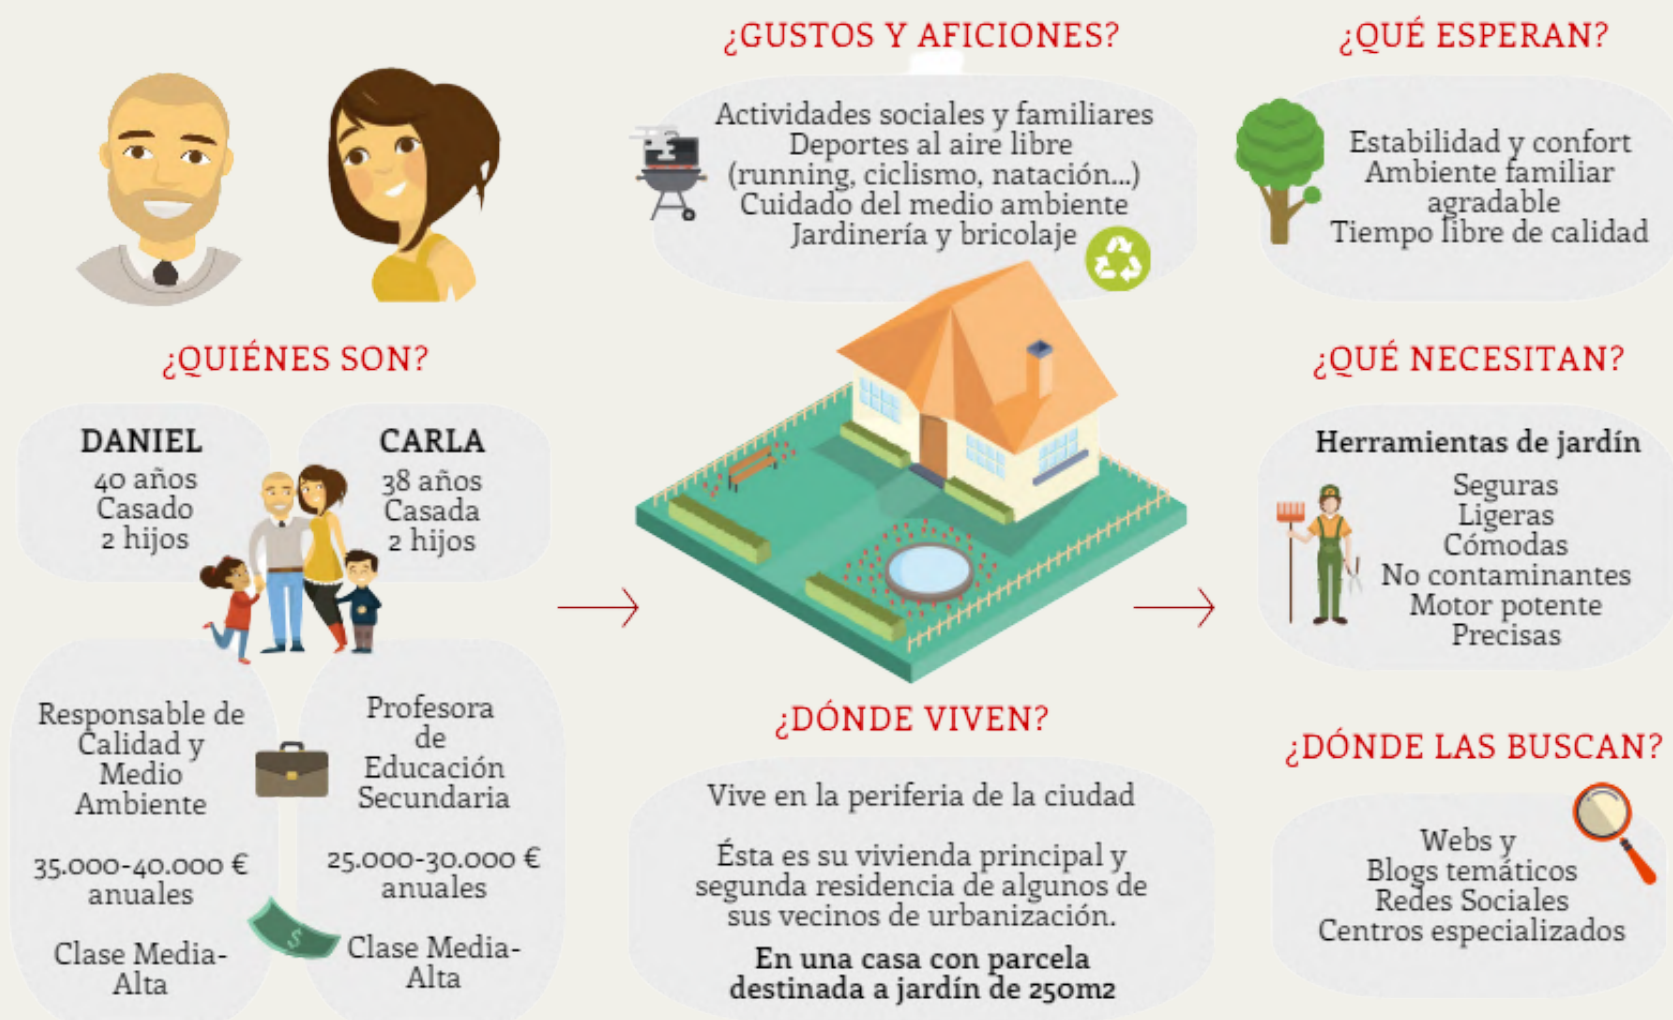 ¿QUIÉNES SON?
DANIEL
40 años
Casado
2 hijos
CARLA
38 años
Casada
2 hijos
Responsable de
Calidad y
Medio
Ambiente
35.000-40.000 €
anuales
Clase Media-
Alta
Profesora
de
Educación
Secundaria
25.000-30.000 €
anuales
Clase Media-
Alta
$
¿GUSTOS Y AFICIONES?
Actividades sociales y familiares
Deportes al aire libre
(running, ciclismo, natación...)
Cuidado del medio ambiente
Jardinería y bricolaje
¿DÓNDE VIVEN?
Vive en la periferia de la ciudad
Ésta es su vivienda principal y
segunda residencia de algunos de
sus vecinos de urbanización.
En una casa con parcela
destinada a jardín de 250m2
¿QUÉ ESPERAN?
Estabilidad y confort
Ambiente familiar
agradable
Tiempo libre de calidad
¿QUÉ NECESITAN?
Herramientas de jardín
Seguras
Ligeras
Cómodas
No contaminantes
Motor potente
Precisas
¿DÓNDE LAS BUSCAN?
Webs y
Blogs temáticos
Redes Sociales
Centros especializados